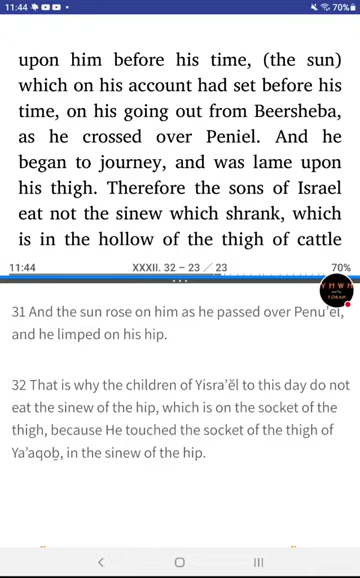 11:44 70%
upon him before his time, (the sun)
which on his account had set before his
time, on his going out from Beersheba,
as he crossed over Peniel. And he
began to journey, and was lame upon
his thigh. Therefore the sons of Israel
eat not the sinew which shrank, which
is in the hollow of the thigh of cattle
11:44 XXXII. 32 – 23 / 23 70%
YHWH
TORAH
31 And the sun rose on him as he passed over Penu’ĕl,
and he limped on his hip.
32 That is why the children of Yisra’ĕl to this day do not
eat the sinew of the hip, which is on the socket of the
thigh, because He touched the socket of the thigh of
Ya‛aqoḇ, in the sinew of the hip.